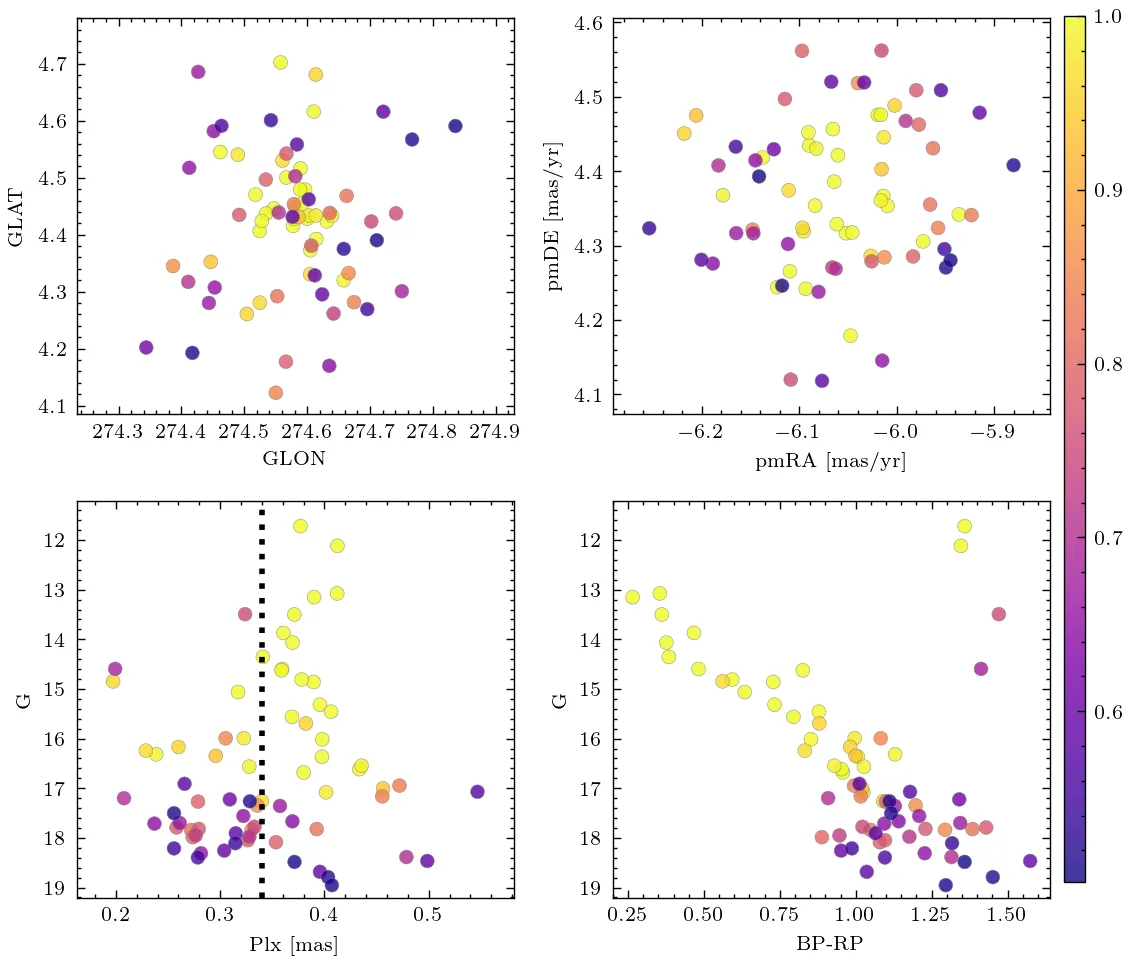 4.7
4.6
4.5
4.4
4.3
4.2
4.1
GLAT
274.3 274.4 274.5 274.6 274.7 274.8 274.9
GLON
4.6
4.5
4.4
4.3
4.2
4.1
pmDE [mas/yr]
−6.2 −6.1 −6.0 −5.9
pmRA [mas/yr]
1.0
0.9
0.8
0.7
0.6
12
13
14
15
16
17
18
19
G
0.2 0.3 0.4 0.5
Plx [mas]
12
13
14
15
16
17
18
19
G
0.25 0.50 0.75 1.00 1.25 1.50
BP-RP